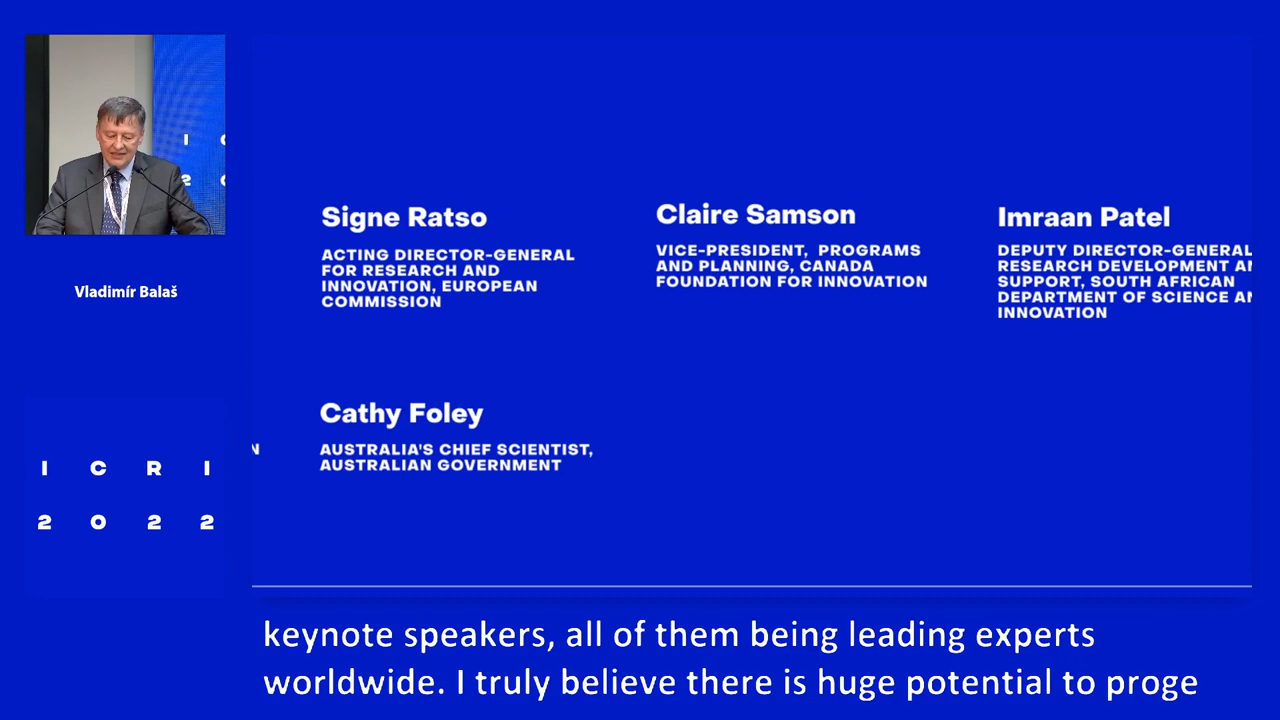 Vladimír Balaš
I C R I
2 0 2 2
Signe Ratso
ACTING DIRECTOR-GENERAL
FOR RESEARCH AND
INNOVATION, EUROPEAN
COMMISSION
Claire Samson
VICE-PRESIDENT, PROGRAMS
AND PLANNING, CANADA
FOUNDATION FOR INNOVATION
Imraan Patel
DEPUTY DIRECTOR-GENERAL
RESEARCH DEVELOPMENT
SUPPORT, SOUTH AFRICAN
DEPARTMENT OF SCIENCE
INNOVATION
Cathy Foley
AUSTRALIA'S CHIEF SCIENTIST,
AUSTRALIAN GOVERNMENT
keynote speakers, all of them being leading experts
worldwide. I truly believe there is huge potential to proge